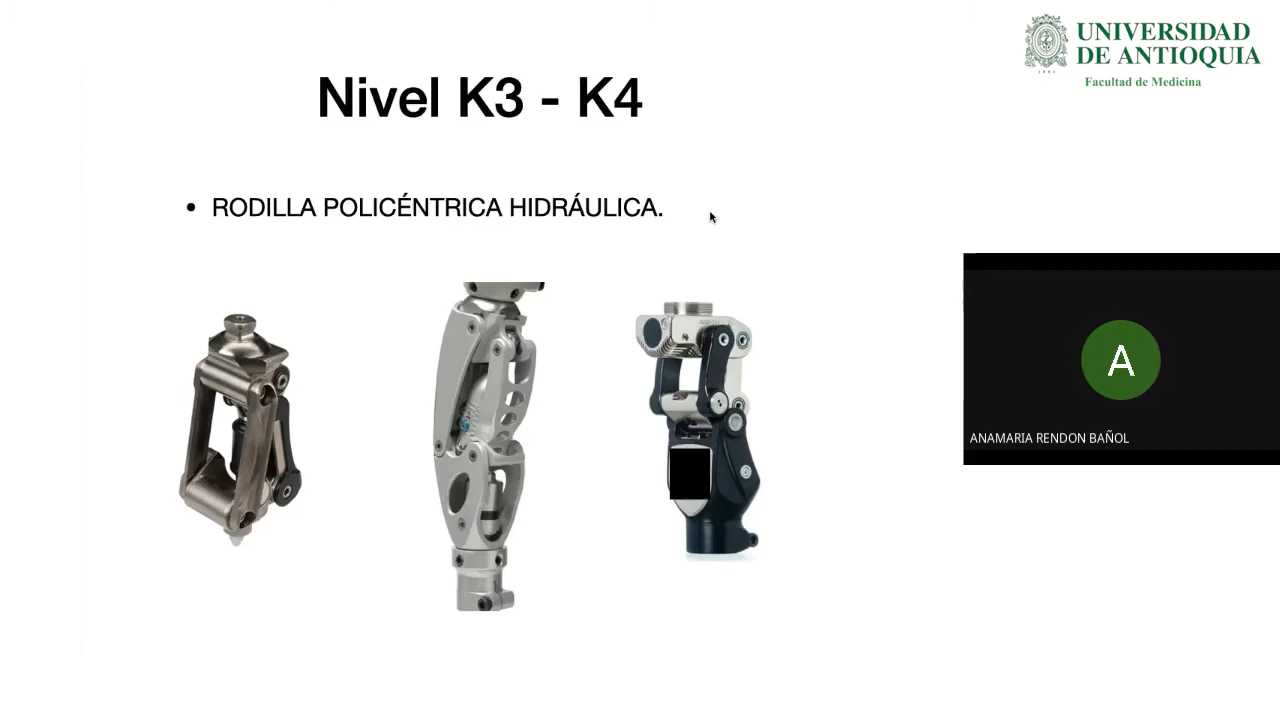 UNIVERSIDAD
DE ANTIOQUIA
Facultad de Medicina
Nivel K3 - K4
• RODILLA POLICÉNTRICA HIDRÁULICA.
A
ANAMARIA RENDON BAÑOL